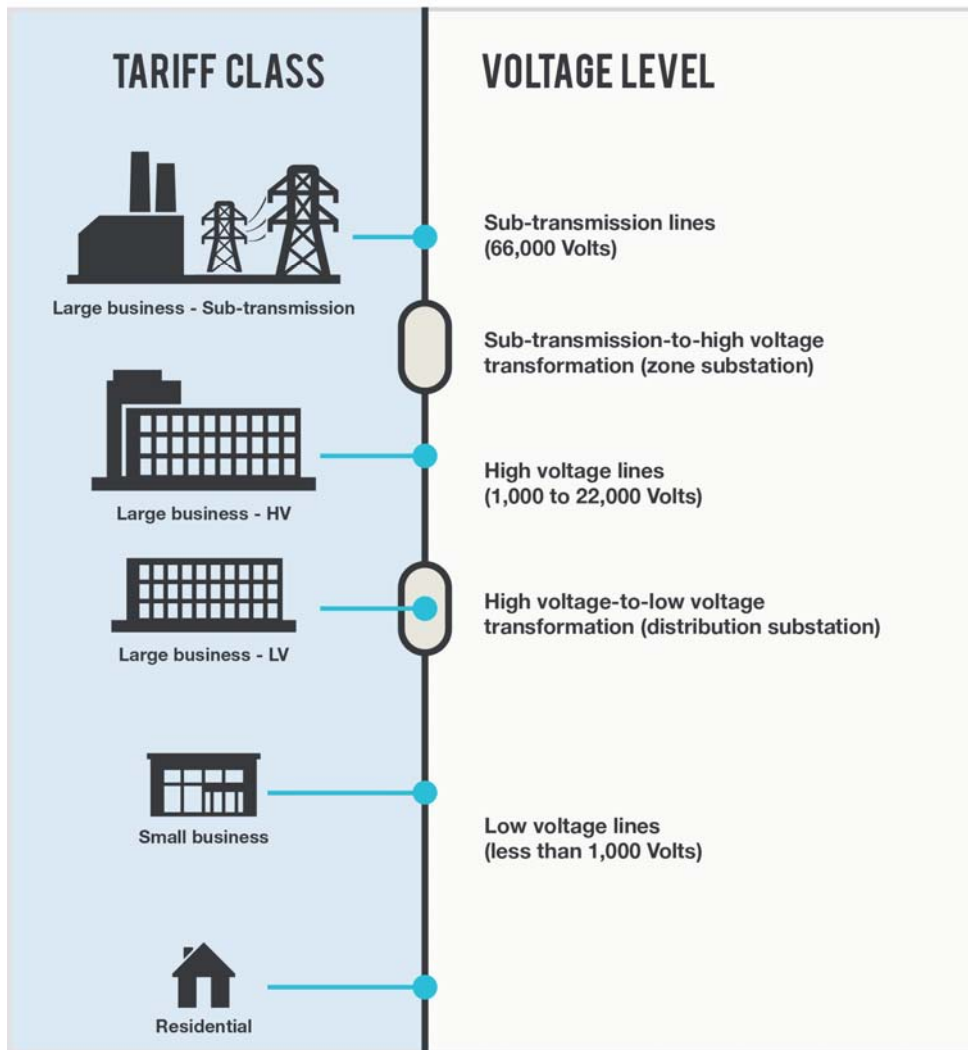 TARIFF CLASS
VOLTAGE LEVEL
Sub-transmission lines
(66,000 Volts)
Large business - Sub-transmission
Sub-transmission-to-high voltage
transformation (zone substation)
High voltage lines
(1,000 to 22,000 Volts)
Large business - HV
High voltage-to-low voltage
transformation (distribution substation)
Large business - LV
Small business
Low voltage lines
(less than 1,000 Volts)
Residential